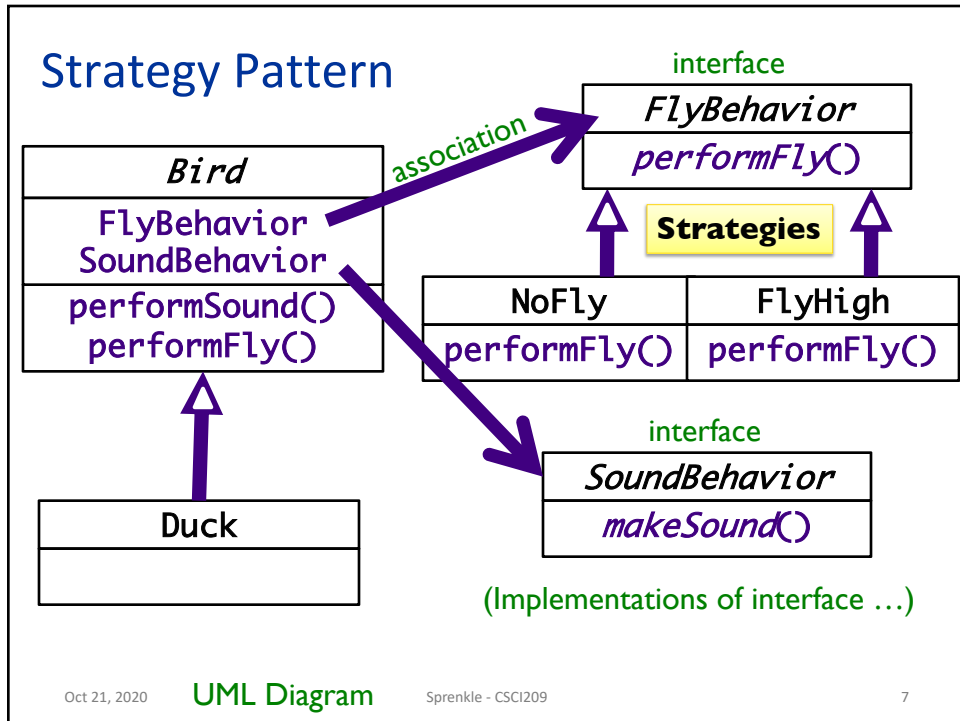 Strategy Pattern
Bird
FlyBehavior
SoundBehavior
performSound()
performFly()
Duck
association
interface
FlyBehavior
performFly()
Strategies
NoFly
performFly()
FlyHigh
performFly()
interface
SoundBehavior
makeSound()
(Implementations of interface …)
Oct 21, 2020
UML Diagram
Sprenkle - CSCI209
7